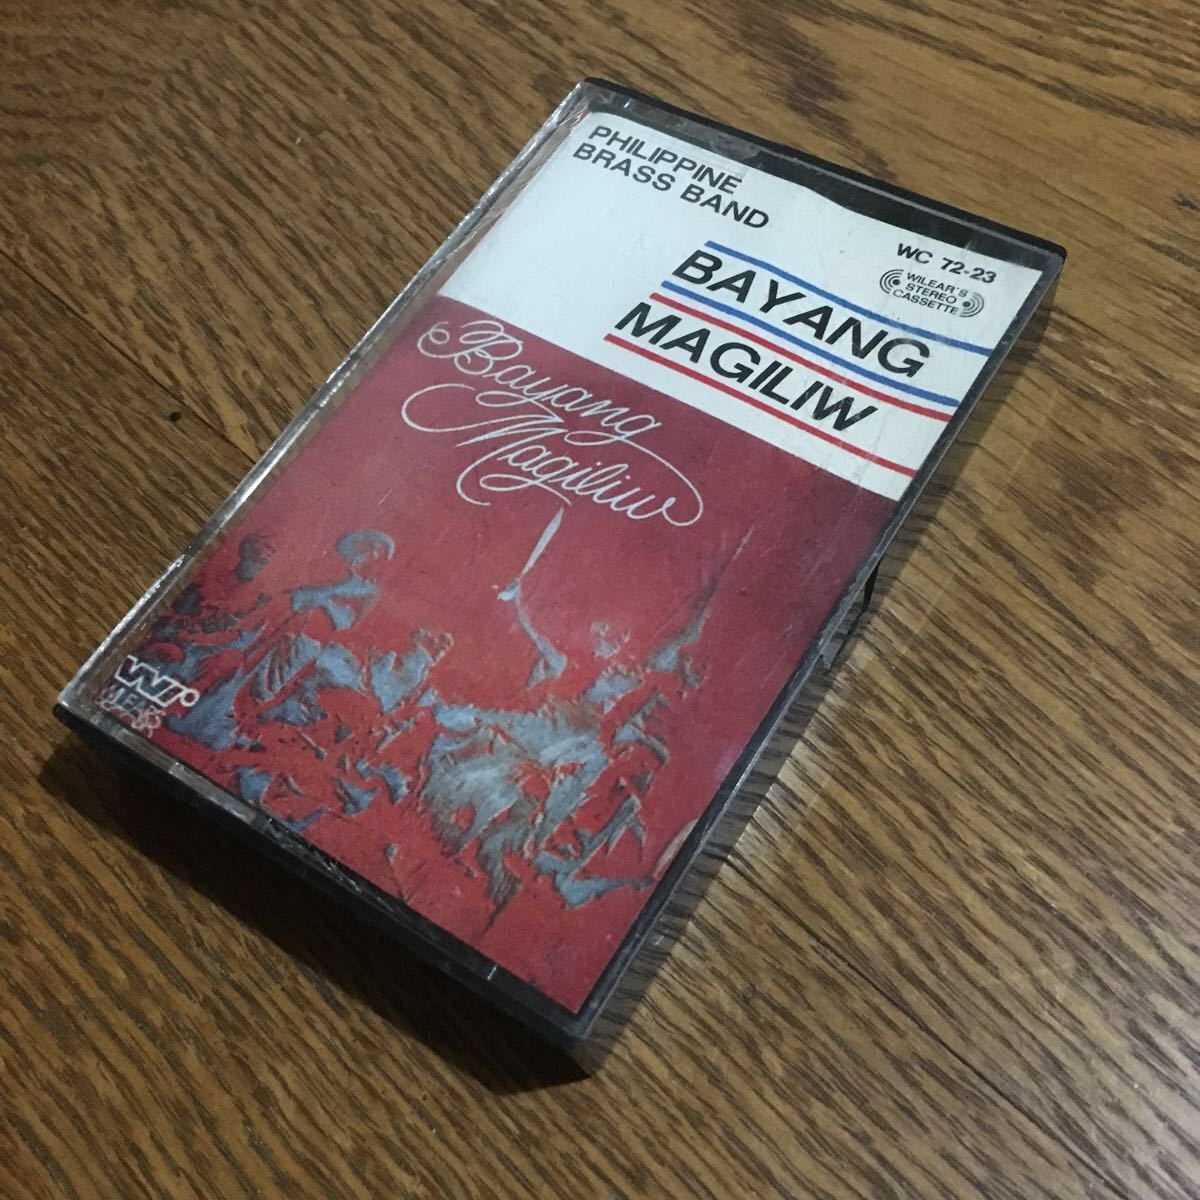 PHILIPPINE
BRASS BAND
WC 72-23
WILEAR'S
STEREO
CASSETTE
BAYANG
MAGILIW
Bayang
Magiliw